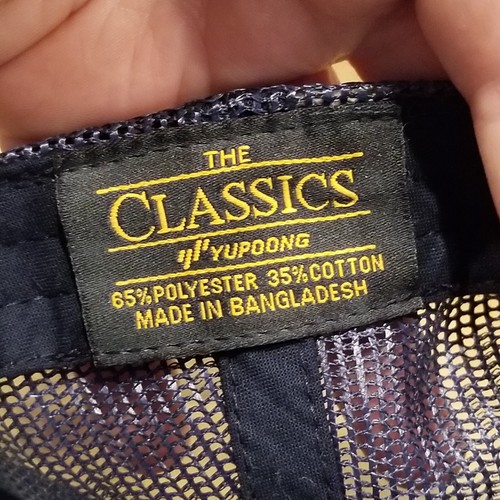 THE
CLASSICS
YUPOONG
65%POLYESTER 35%COTTON
MADE IN BANGLADESH